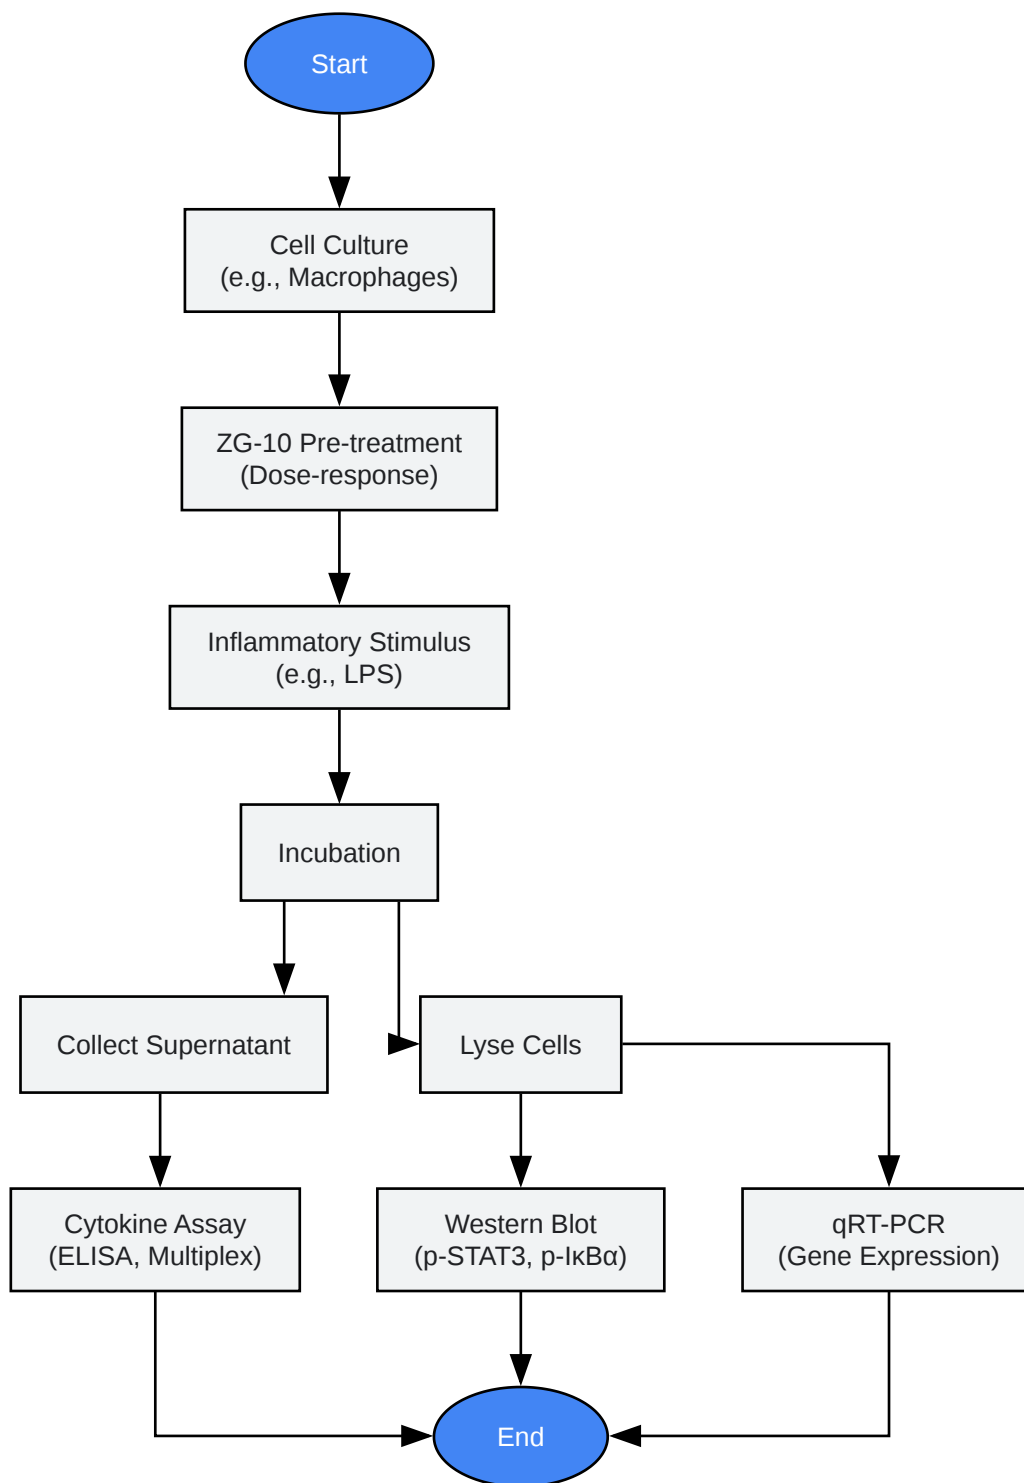 Start
Cell Culture
(e.g., Macrophages)
ZG-10 Pre-treatment
(Dose-response)
Inflammatory Stimulus
(e.g., LPS)
Incubation
Collect Supernatant
Lyse Cells
Cytokine Assay
(ELISA, Multiplex)
Western Blot
(p-STAT3, p-IκBα)
qRT-PCR
(Gene Expression)
End